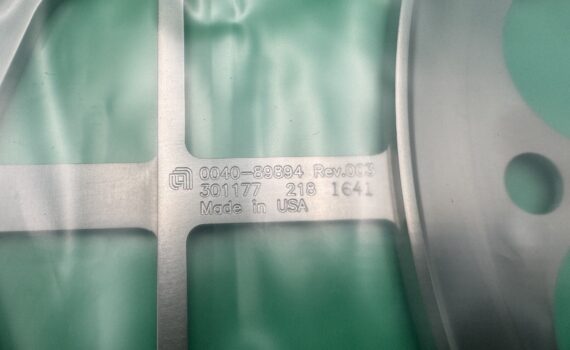 0040-89894 Rev.003
301177 218 1641
Made in USA